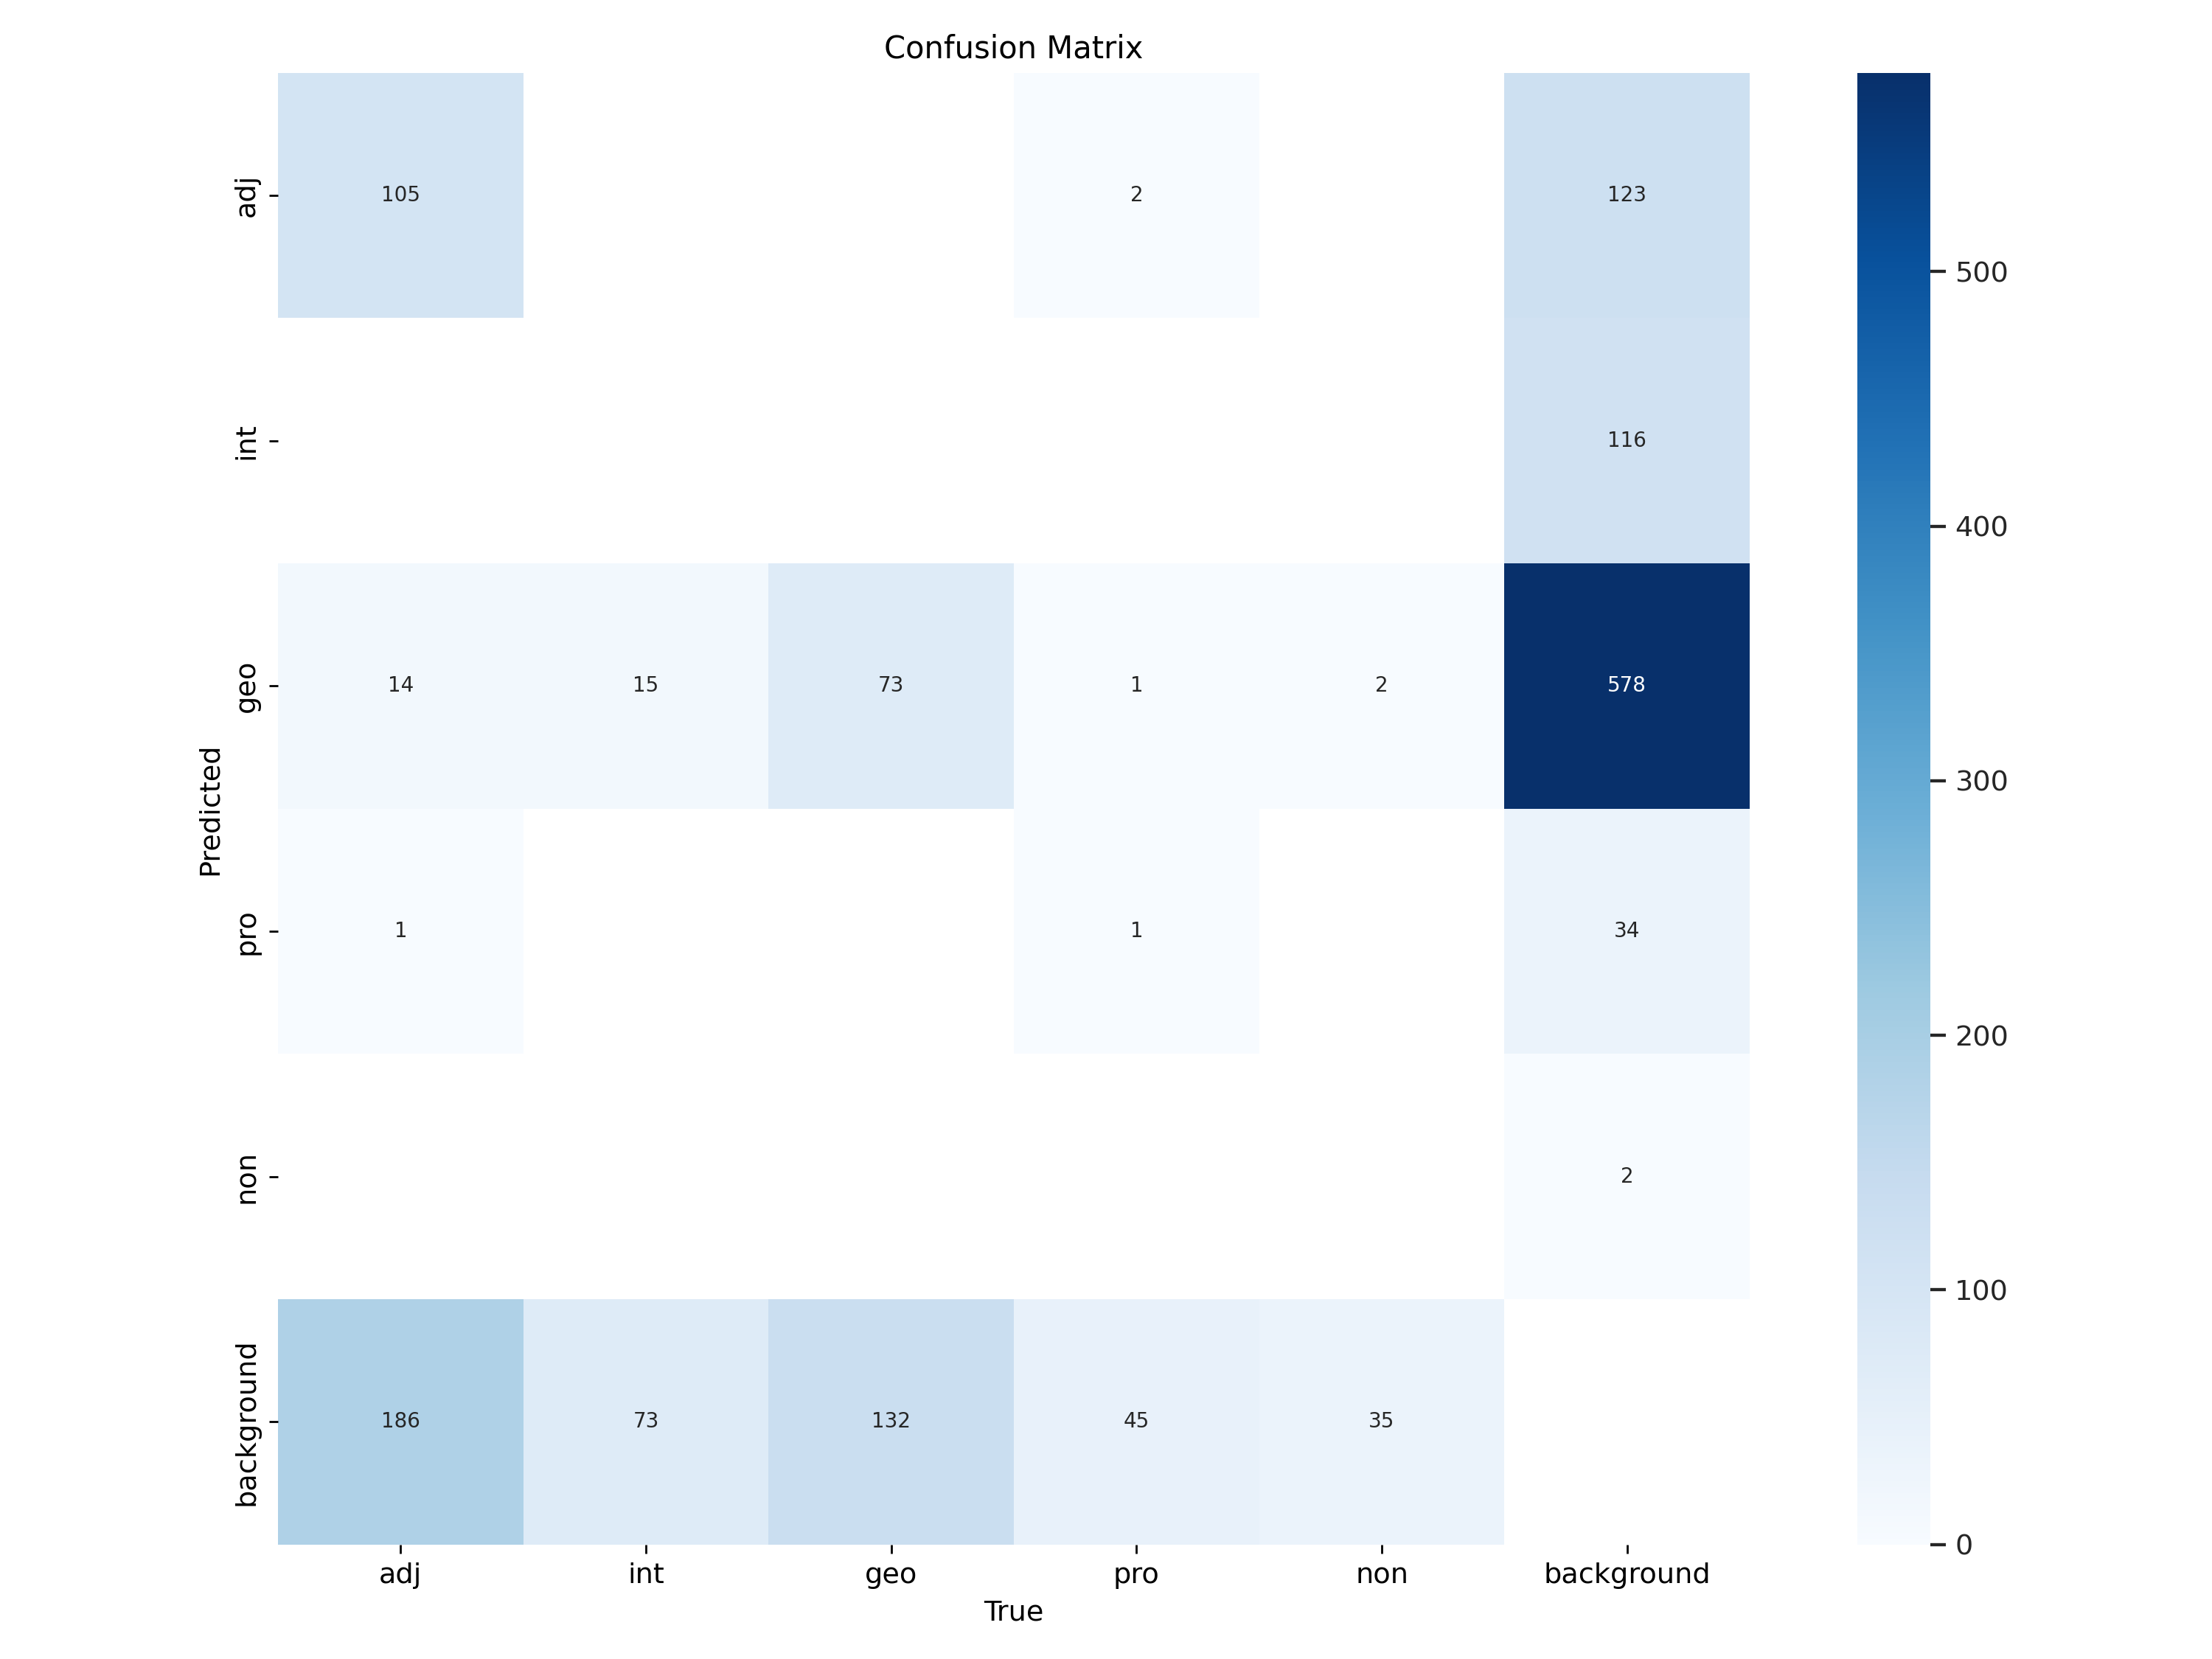 Confusion Matrix
adj
105
2
123
int
116
geo
14
15
73
1
2
578
pro
1
1
34
non
2
background
186
73
132
45
35
adj
int
geo
pro
non
background
True
Predicted
500
400
300
200
100
0